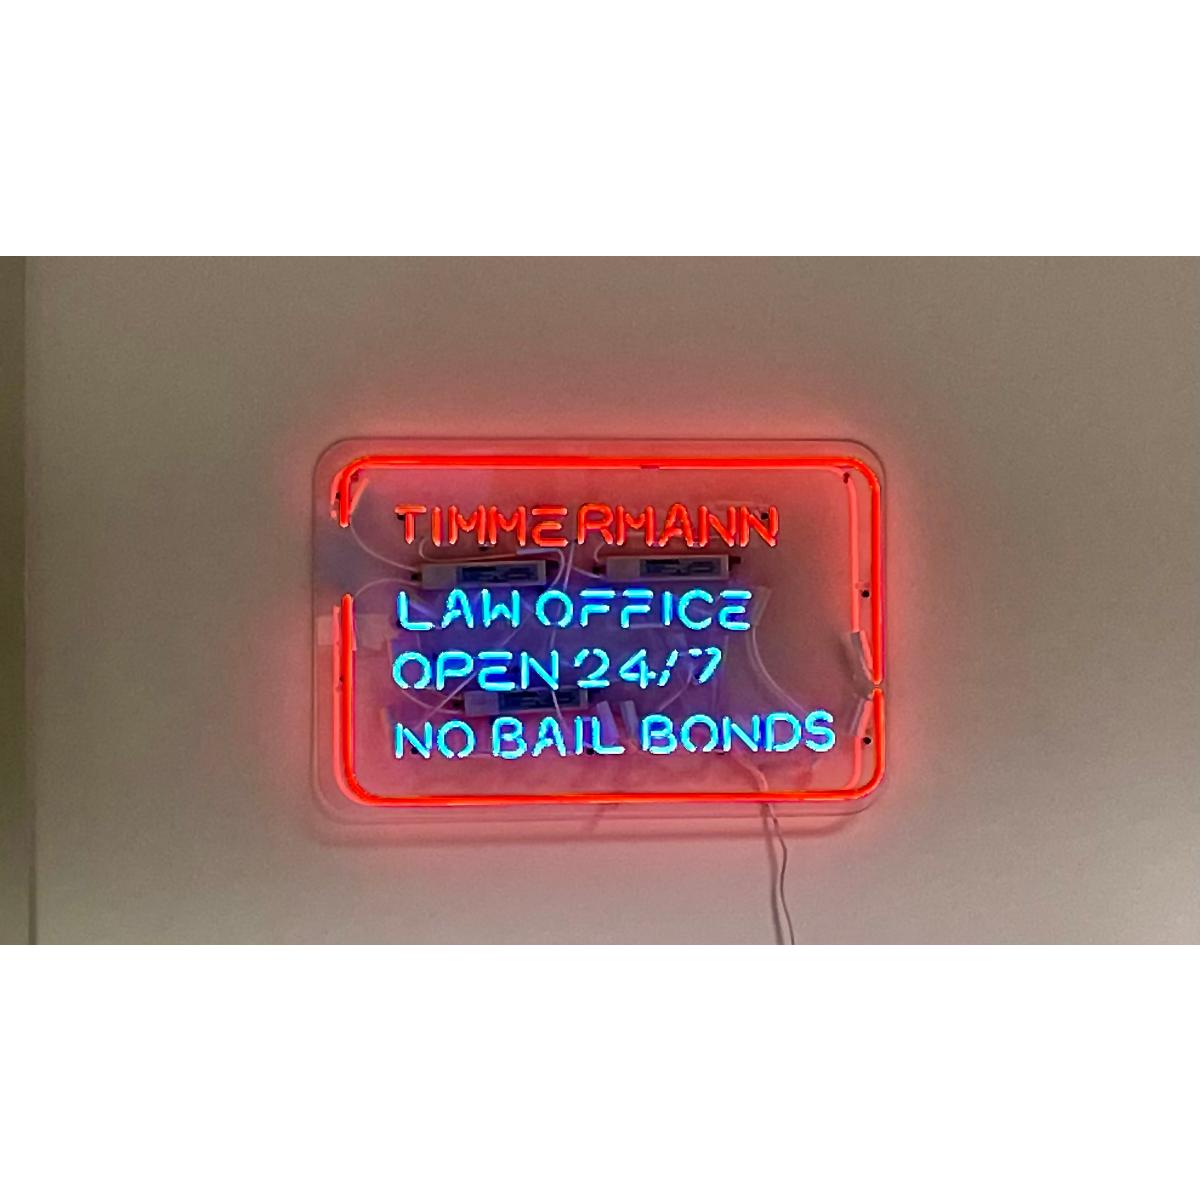 TIMMERMANN
LAW OFFICE
OPEN 24/7
NO BAIL BONDS